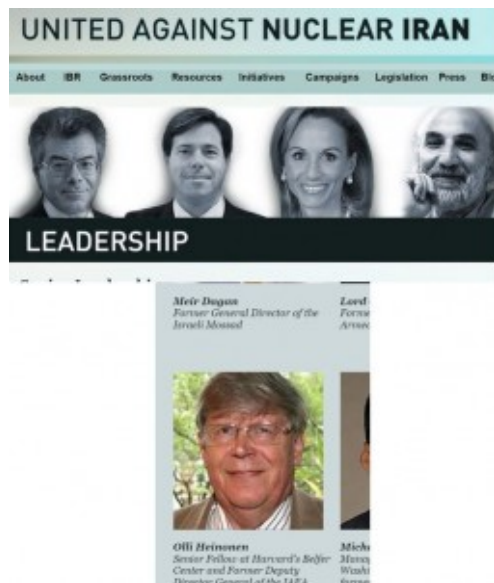 UNITED AGAINST NUCLEAR IRAN
About IBR Grassroots Resources Initiatives Campaigns Legislation Press
LEADERSHIP
Meir Dagan
Former General Director of the
Israeli Mossad
Lord
Olli Heinonen
Senior Fellow at Harvard's Belfer
Center and Former Deputy
Director General of the IAEA